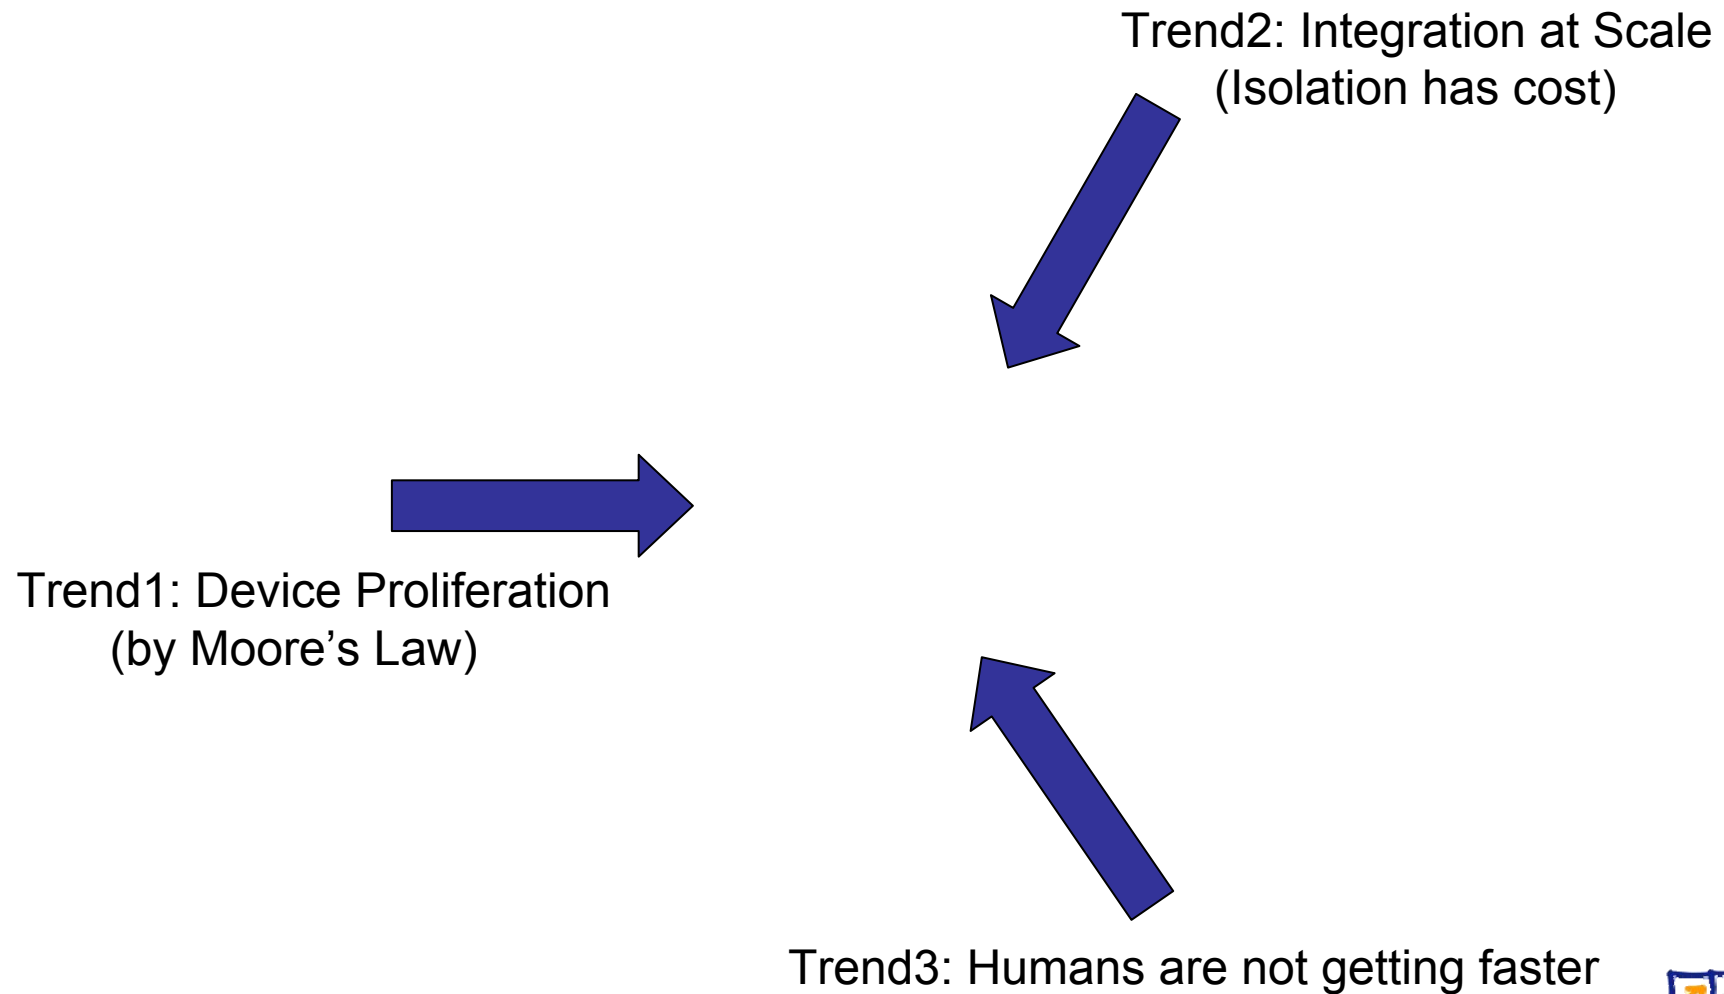 Trend2: Integration at Scale
(Isolation has cost)
Trend1: Device Proliferation
(by Moore’s Law)
Trend3: Humans are not getting faster